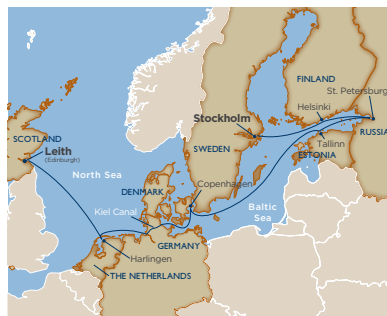 FINLAND
St. Petersburg
Helsinki
Stockholm
RUSSIA
SCOTLAND
Tallinn
Leith
(Edinburgh)
SWEDEN
ESTONIA
North Sea
DENMARK
Copenhagen
Kiel Canal
Baltic
Sea
GERMANY
Harlingen
THE NETHERLANDS